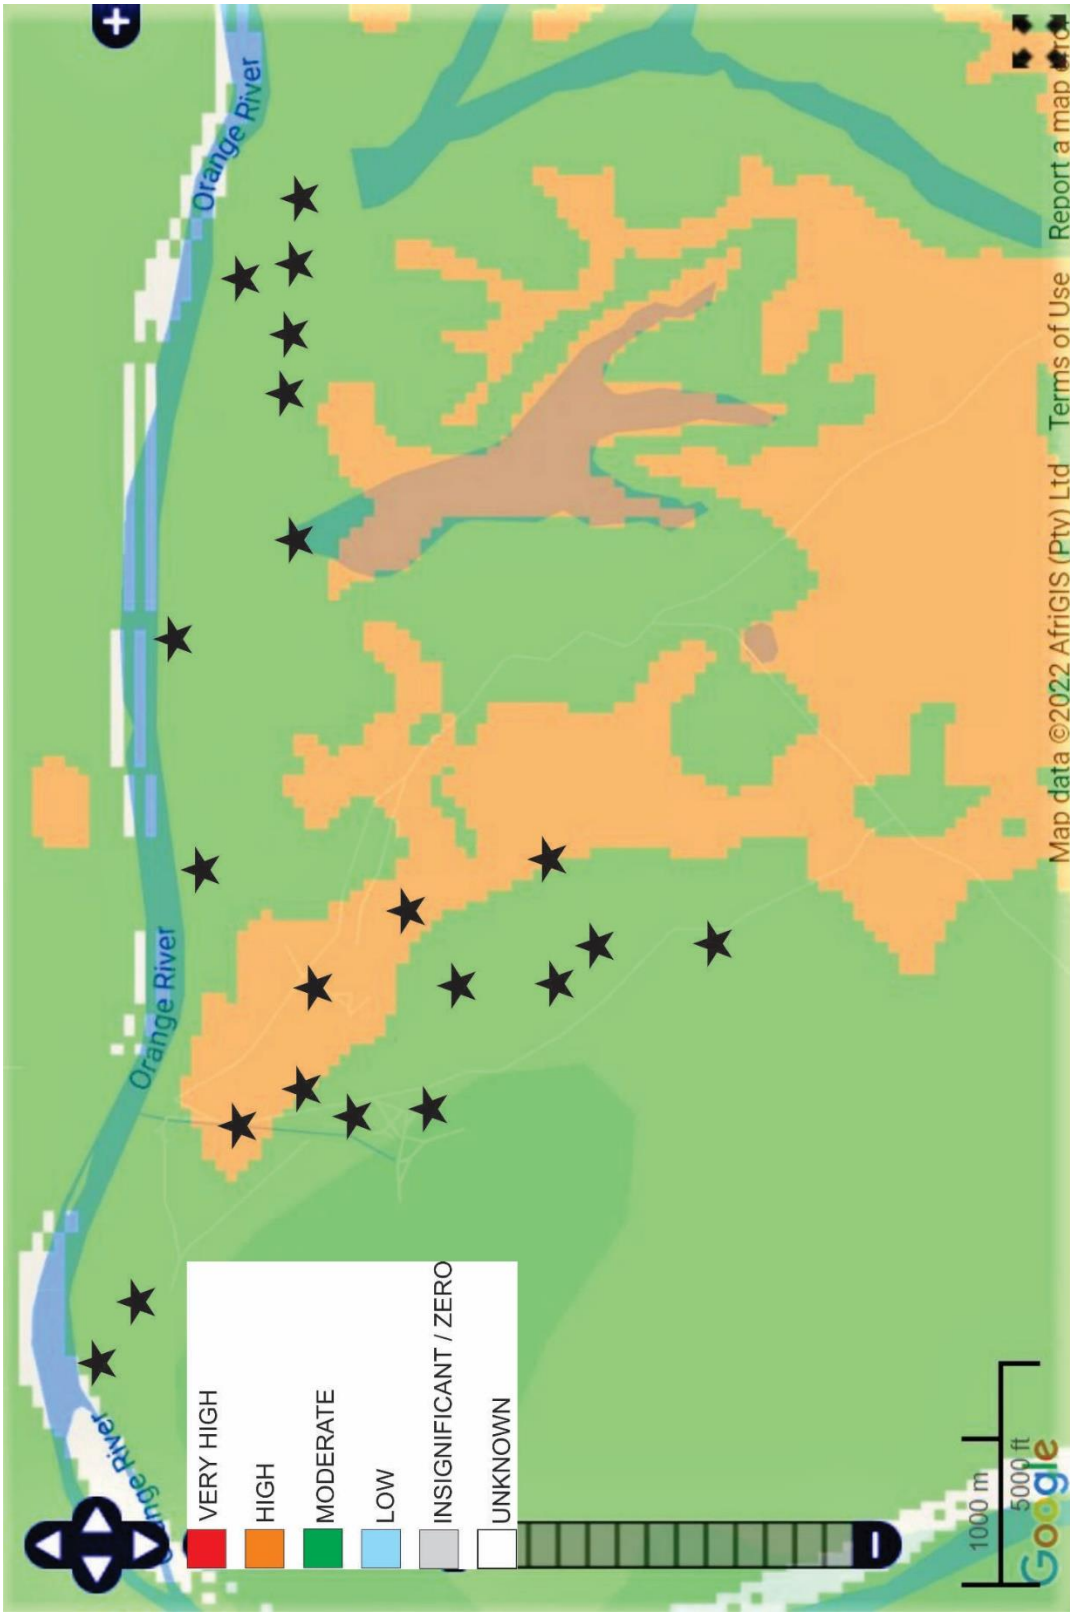 Orange River
Orange River
nge River
VERY HIGH
HIGH
MODERATE
LOW
INSIGNIFICANT / ZERO
UNKNOWN
1000 m
5000 ft
Google
Map data ©2022 AfriGIS (Pty) Ltd Terms of Use Report a map